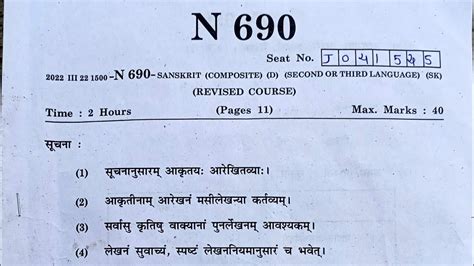 N 690
Seat No. J041545
2022 III 22 1500-N 690-SANSKRIT (COMPOSITE) (D) (SECOND OR THIRD LANGUAGE) (SK)
(REVISED COURSE)
Time : 2 Hours (Pages 11) Max. Marks : 40
सूचना :
(1) सूचनानुसारम् आकृतयः आरेखितव्याः।
(2) आकृतीनाम् आरेखनं मसीलेखन्या कर्तव्यम्।
(3) सर्वासु कृतिषु वाक्यानां पुनर्लेखनम् आवश्यकम्।
(4) लेखनं सुवाच्यं, स्पष्टं लेखननियमानुसारं च भवेत्।